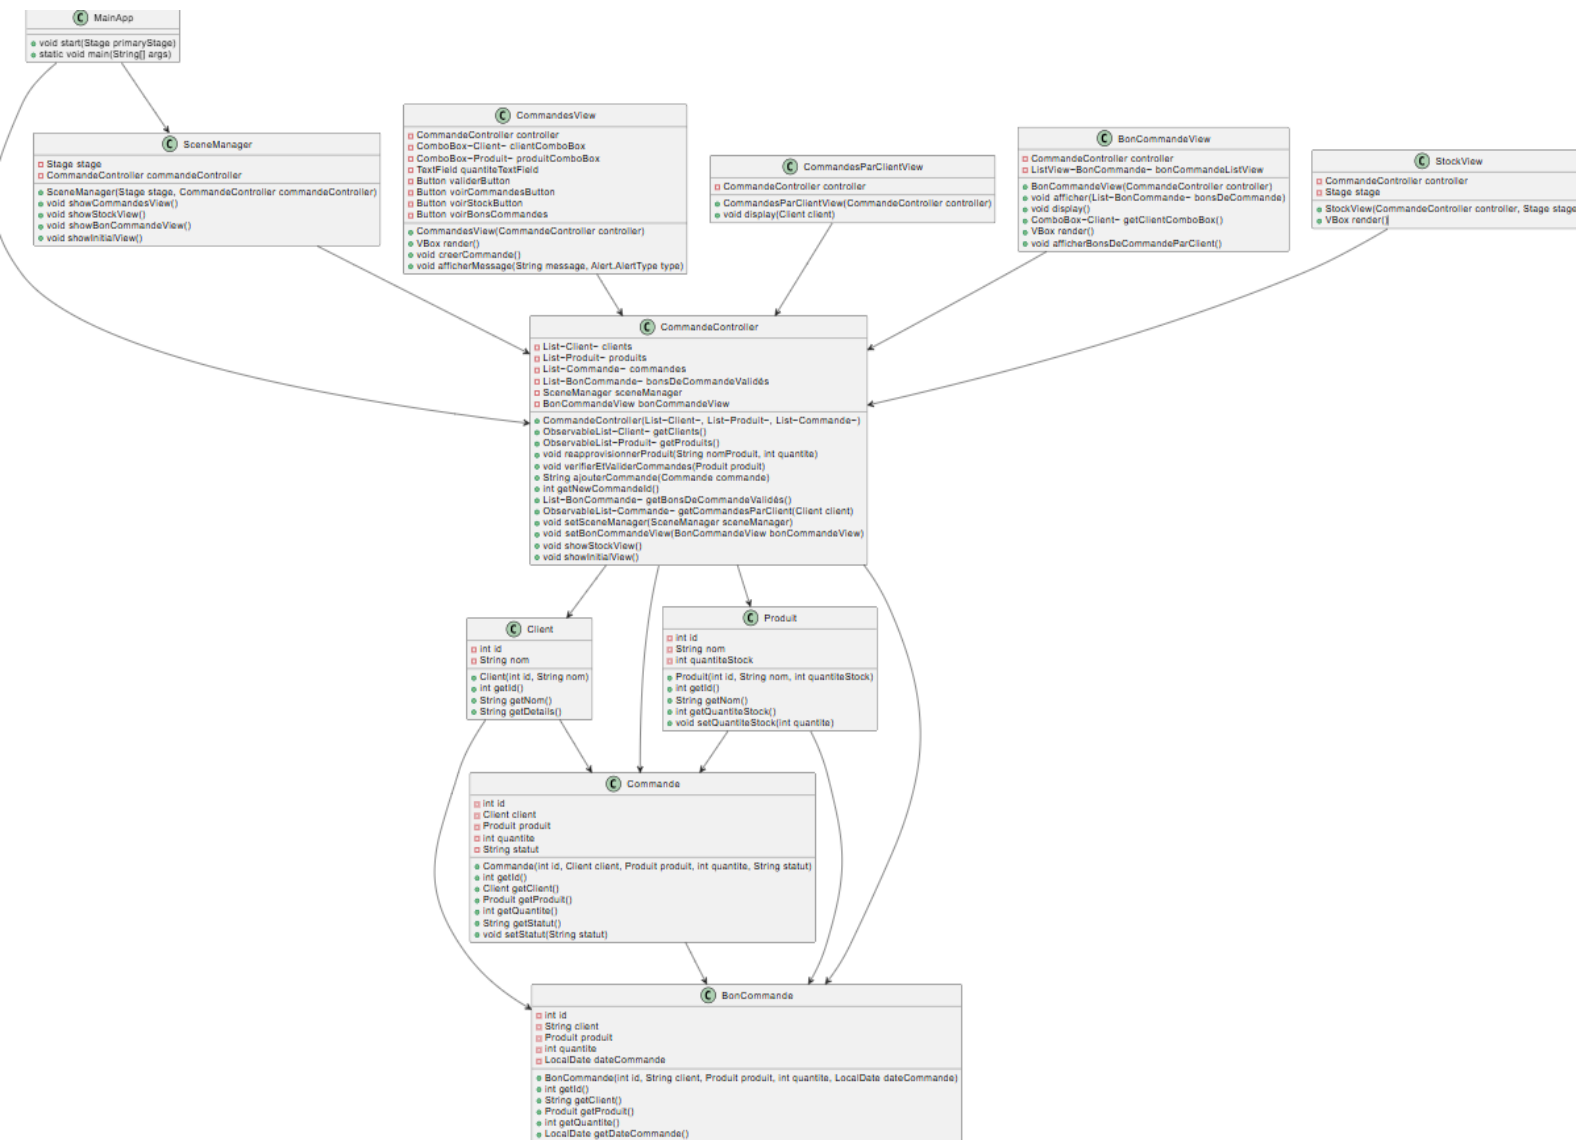 MainApp
void start(Stage primaryStage)
static void main(String[] args)
SceneManager
Stage stage
CommandeController commandeController
SceneManager(Stage stage, CommandeController commandeController)
void showCommandesView()
void showStockView()
void showBonCommandeView()
void showInitialView()
CommandesView
CommandeController controller
ComboBox~Client~ clientComboBox
ComboBox~Produit~ produitComboBox
TextField quantiteTextField
Button validerButton
Button voirCommandesButton
Button voirStockButton
Button voirBonsCommandes
CommandesView(CommandeController controller)
VBox render()
void creerCommande()
void afficherMessage(String message, Alert.AlertType type)
CommandesParClientView
CommandeController controller
CommandesParClientView(CommandeController controller)
void display(Client client)
BonCommandeView
CommandeController controller
ListView~BonCommande~ bonCommandeListView
BonCommandeView(CommandeController controller)
void afficher(List~BonCommande~ bonsDeCommande)
void display()
ComboBox~Client~ getClientComboBox()
VBox render()
void afficherBonsDeCommandeParClient()
StockView
CommandeController controller
Stage stage
StockView(CommandeController controller, Stage stage
VBox render()
CommandeController
List~Client~ clients
List~Produit~ produits
List~Commande~ commandes
List~BonCommande~ bonsDeCommandeValidés
SceneManager sceneManager
BonCommandeView bonCommandeView
CommandeController(List~Client~, List~Produit~, List~Commande~)
ObservableList~Client~ getClients()
ObservableList~Produit~ getProduits()
void reapprovisionnerProduit(String nomProduit, int quantite)
void verifierEtValiderCommandes(Produit produit)
String ajouterCommande(Commande commande)
int getNewCommandeId()
List~BonCommande~ getBonsDeCommandeValidés()
ObservableList~Commande~ getCommandesParClient(Client client)
void setSceneManager(SceneManager sceneManager)
void setBonCommandeView(BonCommandeView bonCommandeView)
void showStockView()
void showInitialView()
Client
int id
String nom
Client(int id, String nom)
int getId()
String getNom()
String getDetails()
Produit
int id
String nom
int quantiteStock
Produit(int id, String nom, int quantiteStock)
int getId()
String getNom()
int getQuantiteStock()
void setQuantiteStock(int quantite)
Commande
int id
Client client
Produit produit
int quantite
String statut
Commande(int id, Client client, Produit produit, int quantite, String statut)
int getId()
Client getClient()
Produit getProduit()
int getQuantite()
String getStatut()
void setStatut(String statut)
BonCommande
int id
String client
Produit produit
int quantite
LocalDate dateCommande
BonCommande(int id, String client, Produit produit, int quantite, LocalDate dateCommande)
int getId()
String getClient()
Produit getProduit()
int getQuantite()
LocalDate getDateCommande()